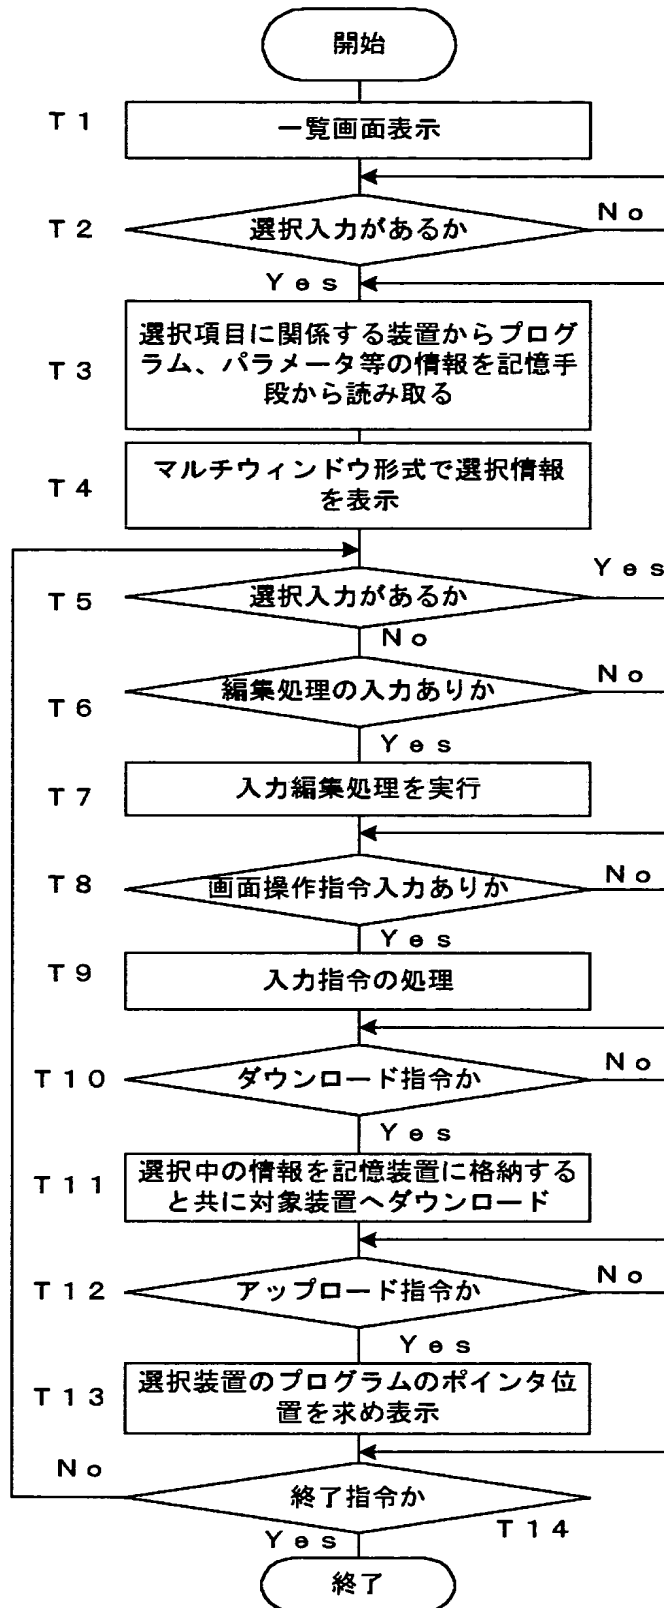 開始
T1
一覧画面表示
T2
選択入力があるか
No
Yes
T3
選択項目に関係する装置からプログ
ラム、パラメータ等の情報を記憶手
段から読み取る
T4
マルチウィンドウ形式で選択情報
を表示
T5
選択入力があるか
Yes
No
T6
編集処理の入力ありか
No
Yes
T7
入力編集処理を実行
T8
画面操作指令入力ありか
No
Yes
T9
入力指令の処理
T10
ダウンロード指令か
No
Yes
T11
選択中の情報を記憶装置に格納する
と共に対象装置へダウンロード
T12
アップロード指令か
No
Yes
T13
選択装置のプログラムのポインタ位
置を求め表示
No
終了指令か
T14
Yes
終了